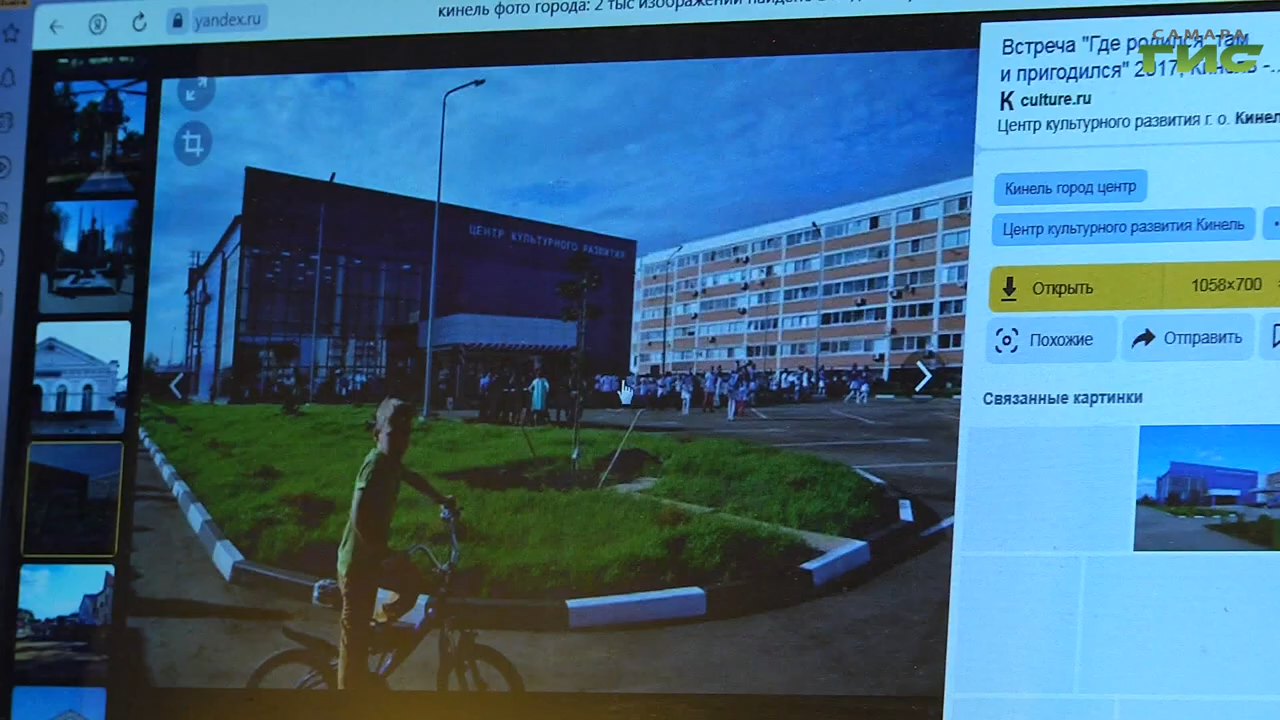 yandex.ru
кинель фото города: 2 тыс изображений найдено в
САМАРА
ГИС
Встреча "Где родился - там
и пригодился" 2017, Кинель -...
culture.ru
Центр культурного развития г. о. Кинель
Кинель город центр
Центр культурного развития Кинель
Открыть
1058×700
Похожие
Отправить
Связанные картинки
ЦЕНТР КУЛЬТУРНОГО РАЗВИТИЯ